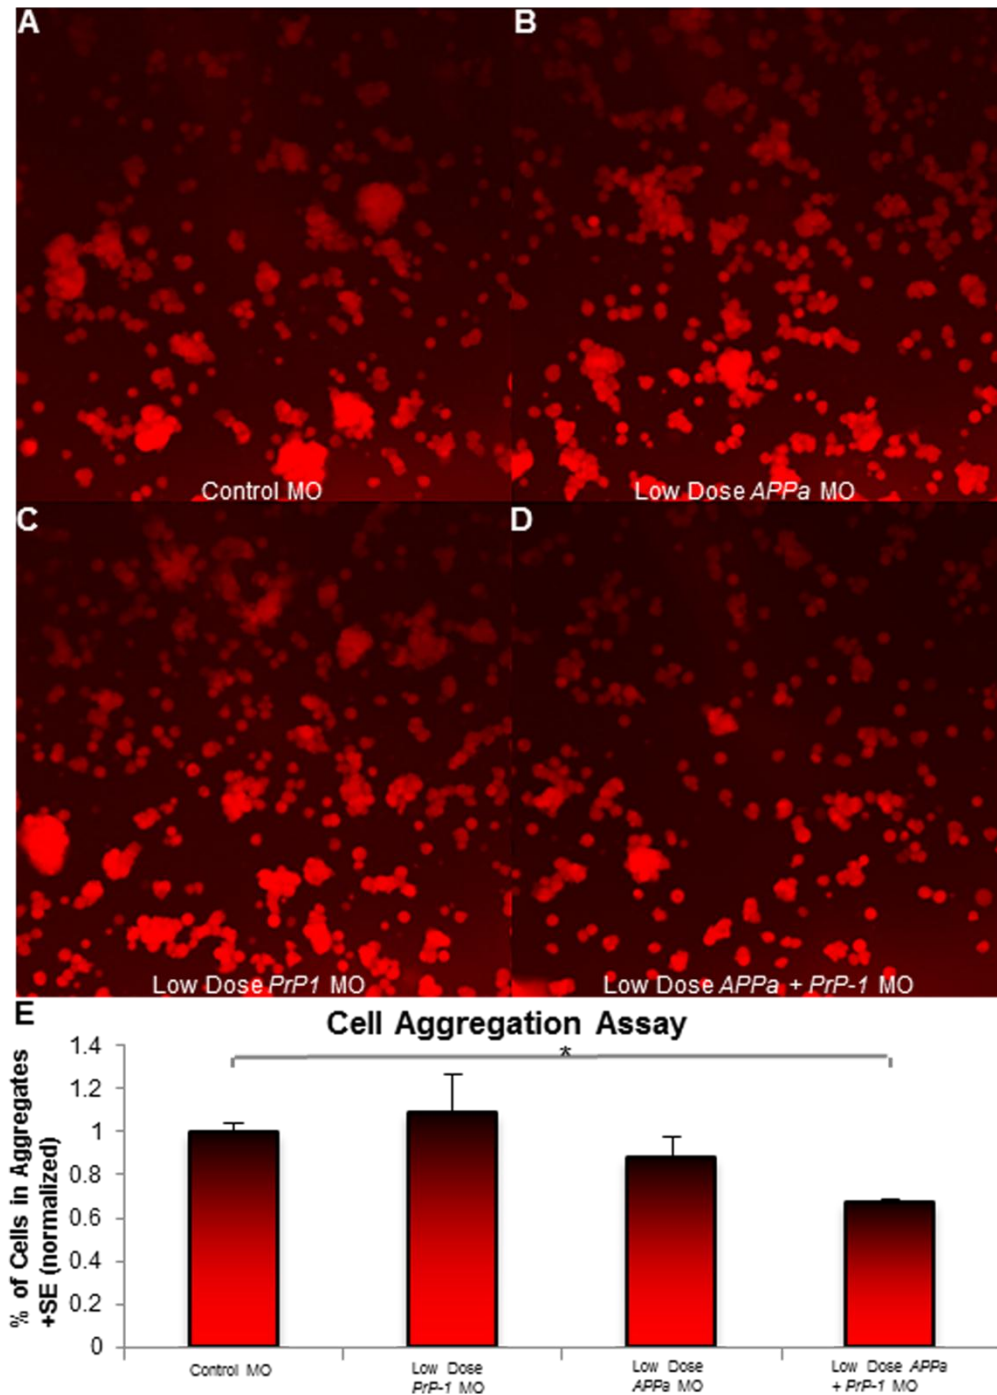 A
B
Control MO
Low Dose APPa MO
C
D
Low Dose PrP1 MO
Low Dose APPa + PrP-1 MO
E
Cell Aggregation Assay
% of Cells in Aggregates
+SE (normalized)
1.4
1.2
1
0.8
0.6
0.4
0.2
0
*
Control MO
Low Dose
PrP-1 MO
Low Dose
APPa MO
Low Dose APPa
+ PrP-1 MO